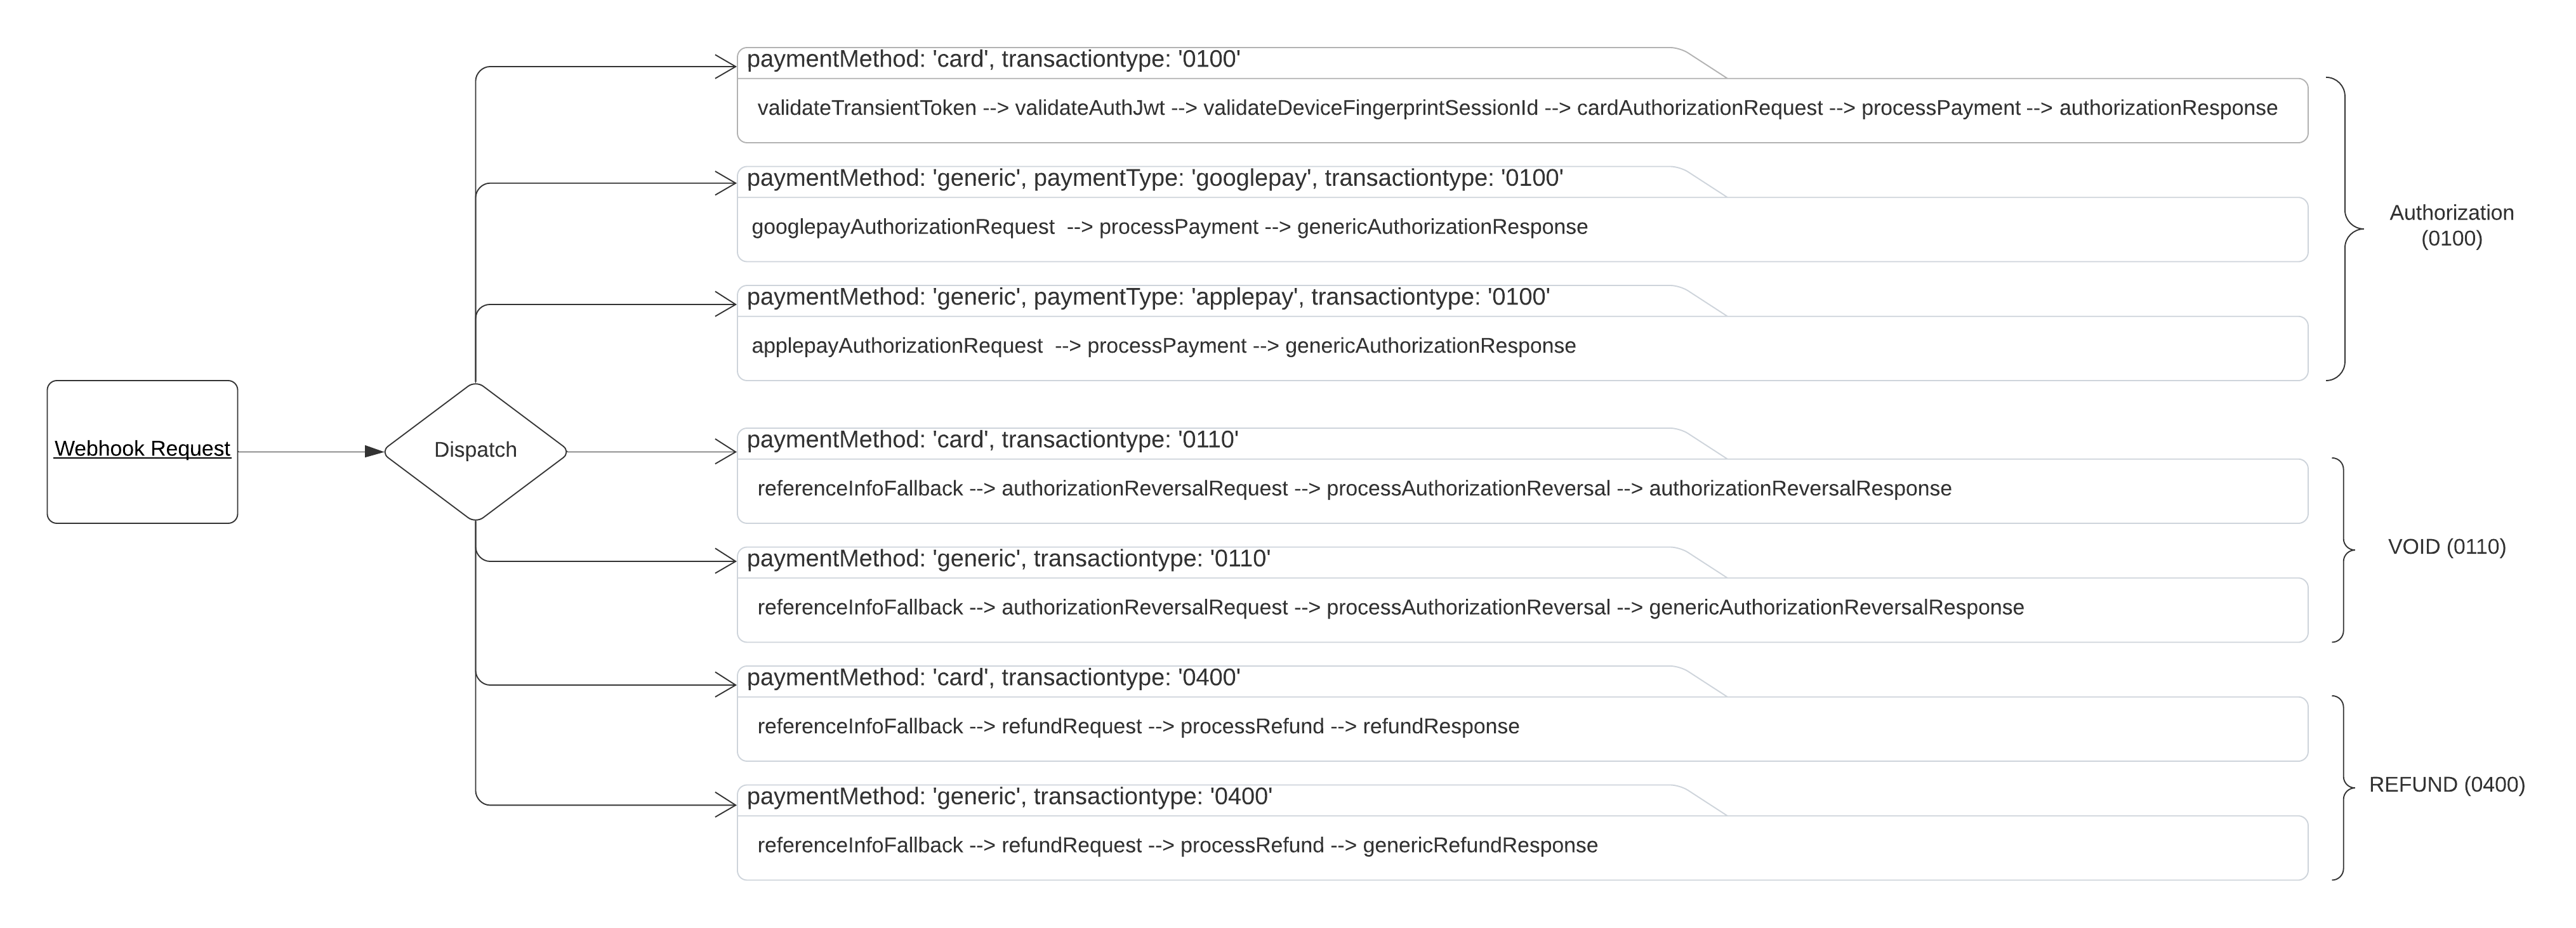 paymentMethod: 'card', transactiontype: '0100'
validateTransientToken --> validateAuthJwt --> validateDeviceFingerprintSessionId --> cardAuthorizationRequest --> processPayment --> authorizationResponse
paymentMethod: 'generic', paymentType: 'googlepay', transactiontype: '0100'
googlepayAuthorizationRequest  --> processPayment --> genericAuthorizationResponse
Authorization
(0100)
paymentMethod: 'generic', paymentType: 'applepay', transactiontype: '0100'
applepayAuthorizationRequest  --> processPayment --> genericAuthorizationResponse
Webhook Request
Dispatch
paymentMethod: 'card', transactiontype: '0110'
referenceInfoFallback --> authorizationReversalRequest --> processAuthorizationReversal --> authorizationReversalResponse
paymentMethod: 'generic', transactiontype: '0110'
referenceInfoFallback --> authorizationReversalRequest --> processAuthorizationReversal --> genericAuthorizationReversalResponse
VOID (0110)
paymentMethod: 'card', transactiontype: '0400'
referenceInfoFallback --> refundRequest --> processRefund --> refundResponse
paymentMethod: 'generic', transactiontype: '0400'
referenceInfoFallback --> refundRequest --> processRefund --> genericRefundResponse
REFUND (0400)